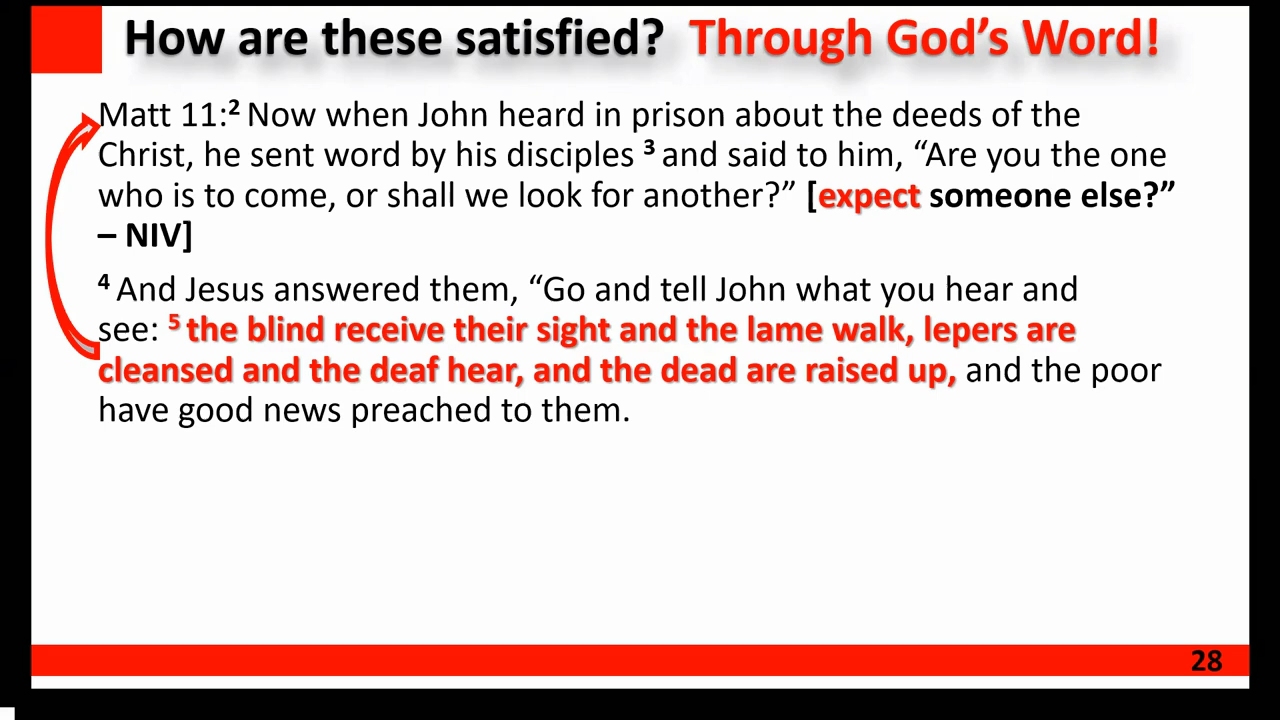 How are these satisfied? Through God’s Word!
Matt 11:2 Now when John heard in prison about the deeds of the
Christ, he sent word by his disciples 3 and said to him, “Are you the one
who is to come, or shall we look for another?” [expect someone else?”
– NIV]
4 And Jesus answered them, “Go and tell John what you hear and
see: 5 the blind receive their sight and the lame walk, lepers are
cleansed and the deaf hear, and the dead are raised up, and the poor
have good news preached to them.
28